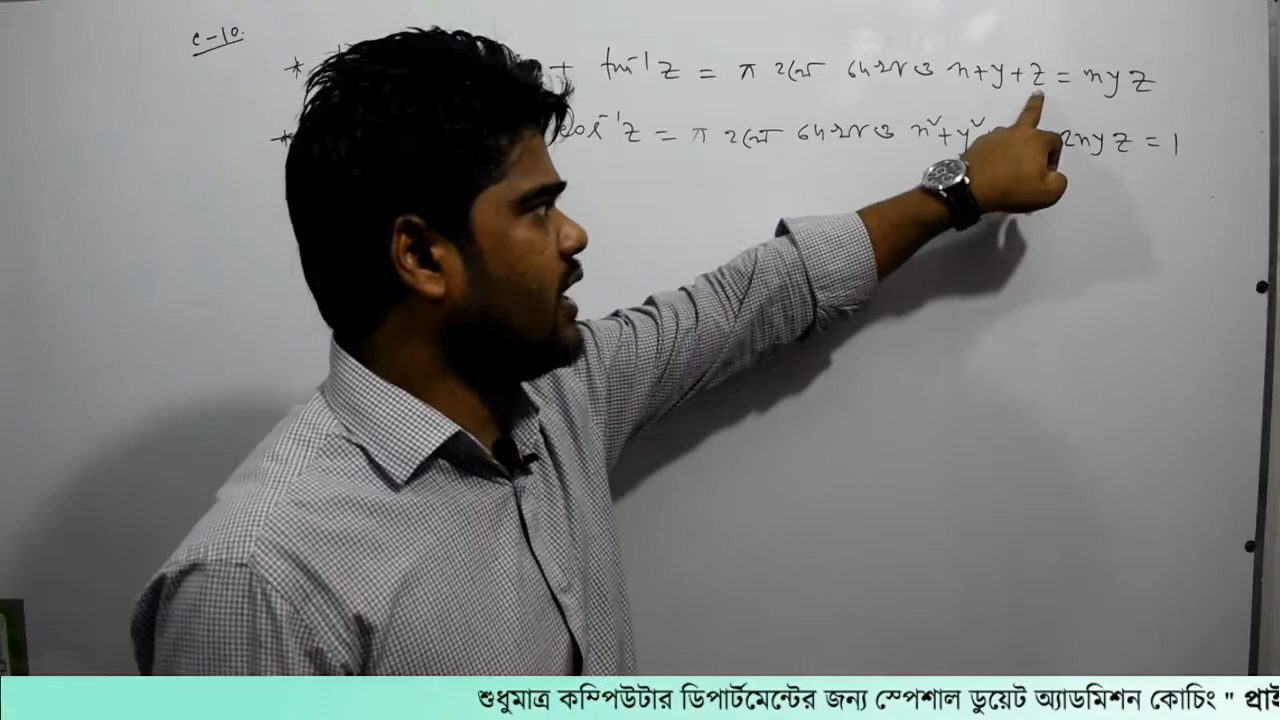 c-10.
* + tan⁻¹z = π হলে দেখাও x+y+z = xyz
* cos⁻¹z = π হলে দেখাও x²+y² 2xyz = 1
শুধুমাত্র কম্পিউটার ডিপার্টমেন্টের জন্য স্পেশাল ডুয়েট অ্যাডমিশন কোচিং "